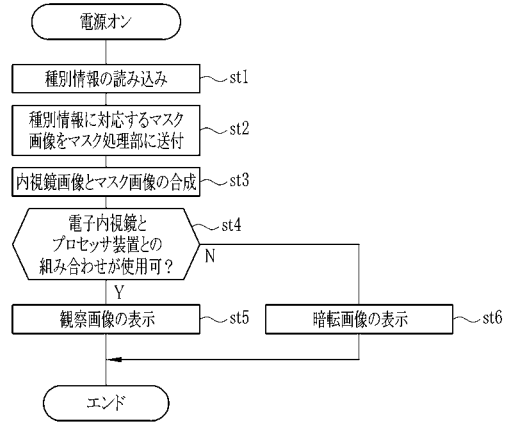 電源オン
種別情報の読み込み
st1
種別情報に対応するマスク
画像をマスク処理部に送付
st2
内視鏡画像とマスク画像の合成
st3
電子内視鏡と
プロセッサ装置との
組み合わせが使用可?
st4
N
Y
観察画像の表示
st5
暗転画像の表示
st6
エンド